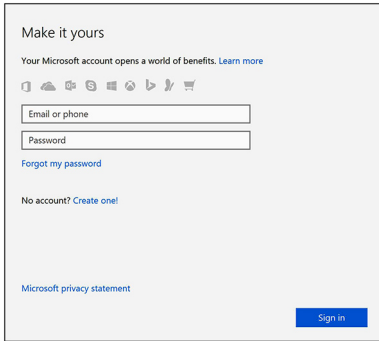 Make it yours
Your Microsoft account opens a world of benefits. Learn more
Email or phone
Password
Forgot my password
No account? Create one!
Microsoft privacy statement
Sign in